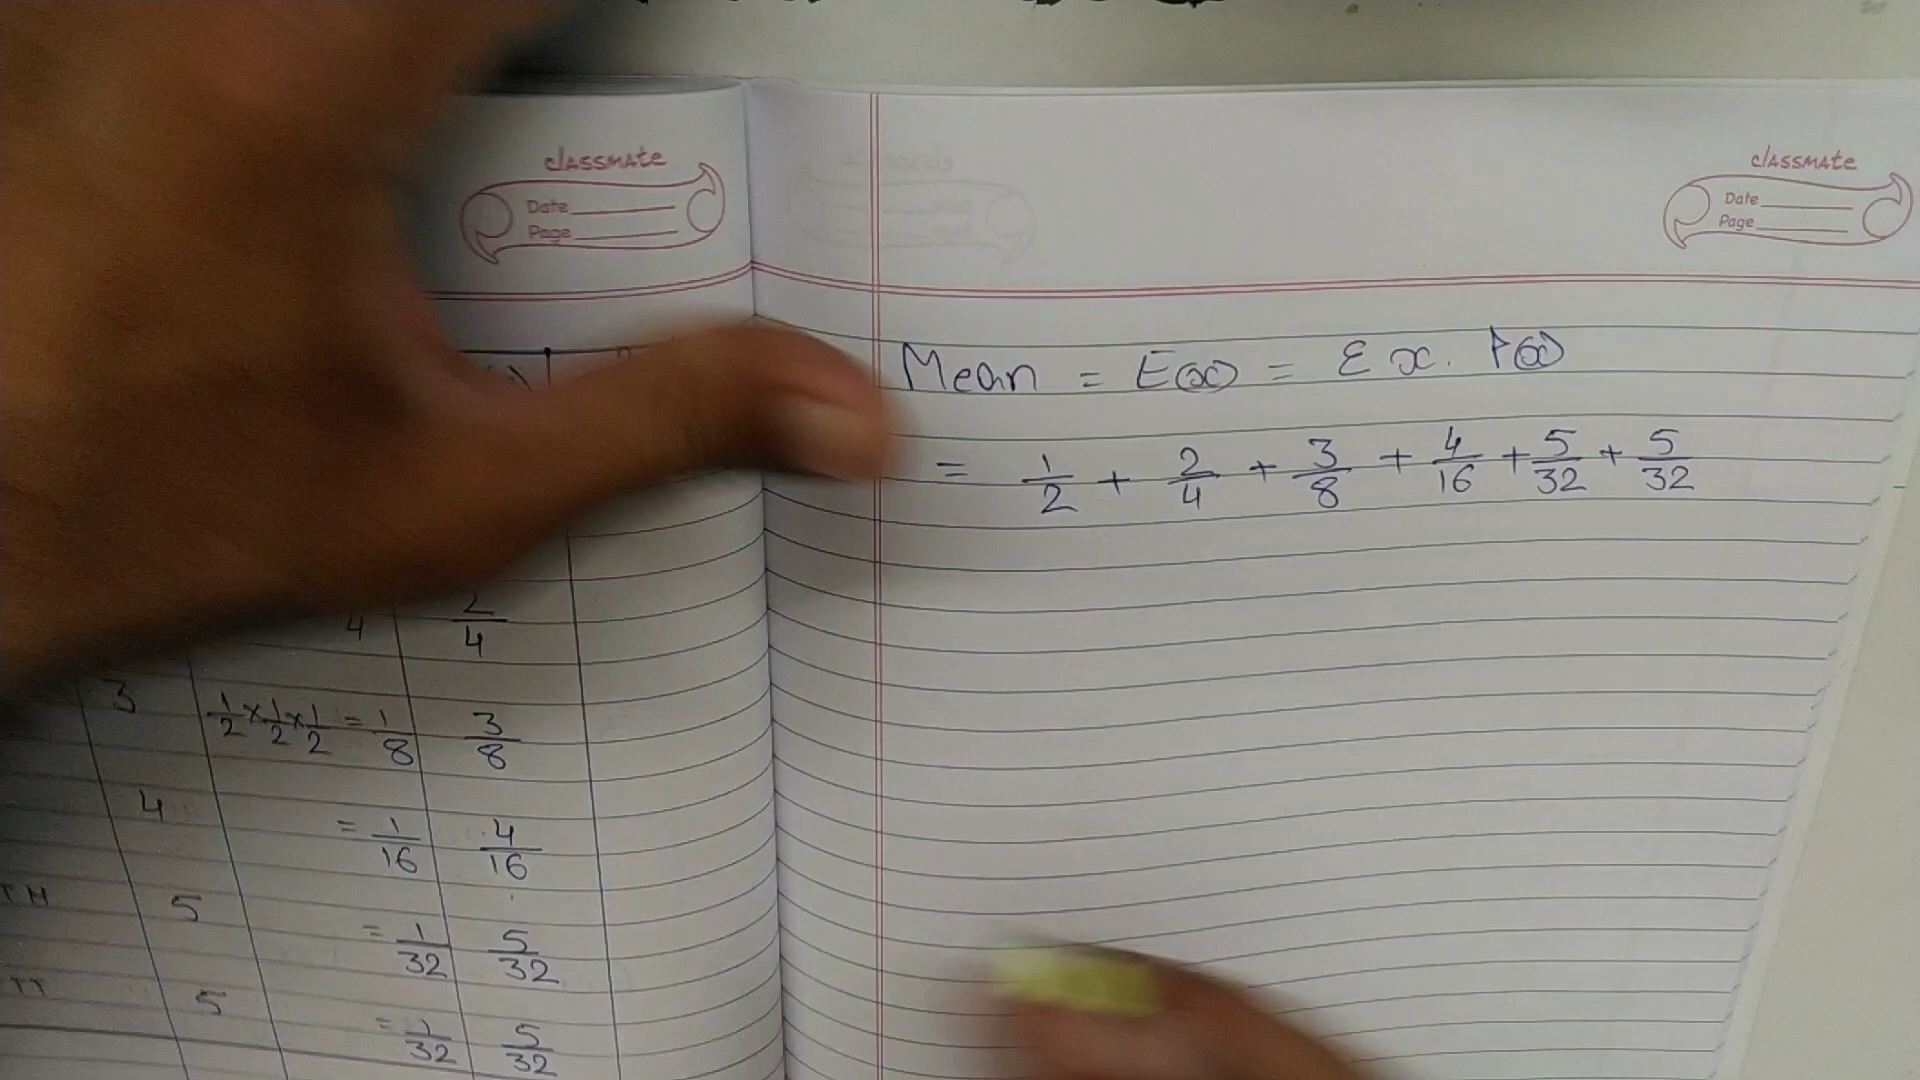 classmate
Date
Page
2/4
4
3 1/2 × 1/2 × 1/2 = 1/8 3/8
4 = 1/16 4/16
TH 5 = 1/32 5/32
TT 5 = 1/32 5/32
classmate
Date
Page
Mean = E(x) = Σ x. P(x)
= 1/2 + 2/4 + 3/8 + 4/16 + 5/32 + 5/32